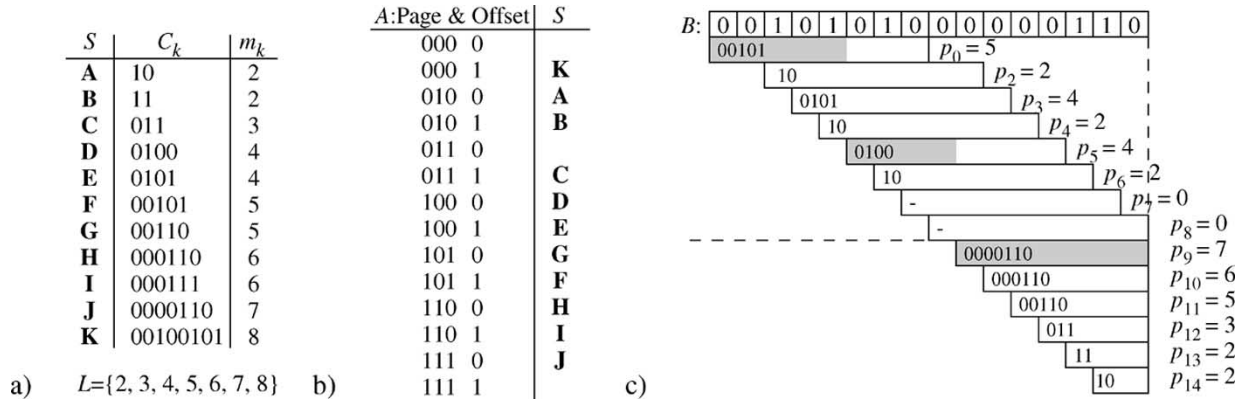 S C_k m_k
A 10 2
B 11 2
C 011 3
D 0100 4
E 0101 4
F 00101 5
G 00110 5
H 000110 6
I 000111 6
J 0000110 7
K 00100101 8
a) L={2, 3, 4, 5, 6, 7, 8}
A:Page & Offset S
000 0
000 1 K
010 0 A
010 1 B
011 0
011 1 C
100 0 D
100 1 E
101 0 G
101 1 F
110 0 H
110 1 I
111 0 J
111 1
b)
B: 0 0 1 0 1 0 1 0 0 0 0 0 0 1 1 0
00101 p_0 = 5
10 p_2 = 2
0101 p_3 = 4
10 p_4 = 2
0100 p_5 = 4
10 p_6 = 2
- p_7 = 0
- p_8 = 0
0000110 p_9 = 7
000110 p_10 = 6
00110 p_11 = 5
011 p_12 = 3
11 p_13 = 2
10 p_14 = 2
c)